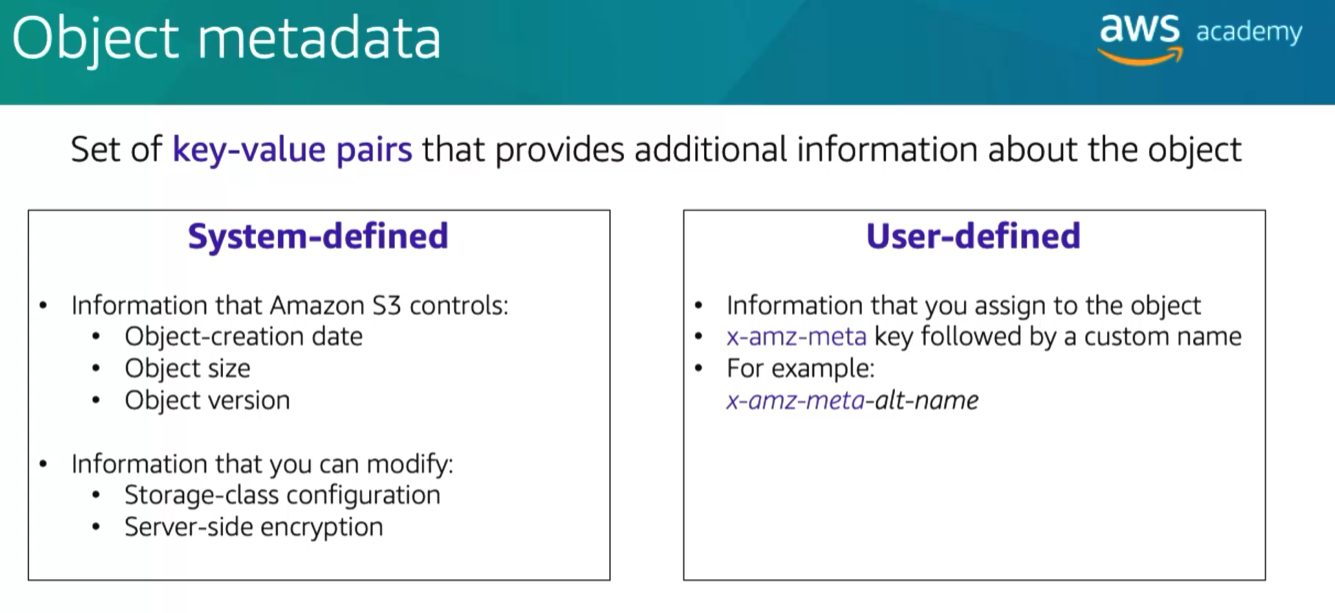 Object metadata
aws academy
Set of key-value pairs that provides additional information about the object
System-defined
• Information that Amazon S3 controls:
• Object-creation date
• Object size
• Object version
• Information that you can modify:
• Storage-class configuration
• Server-side encryption
User-defined
• Information that you assign to the object
• x-amz-meta key followed by a custom name
• For example:
x-amz-meta-alt-name